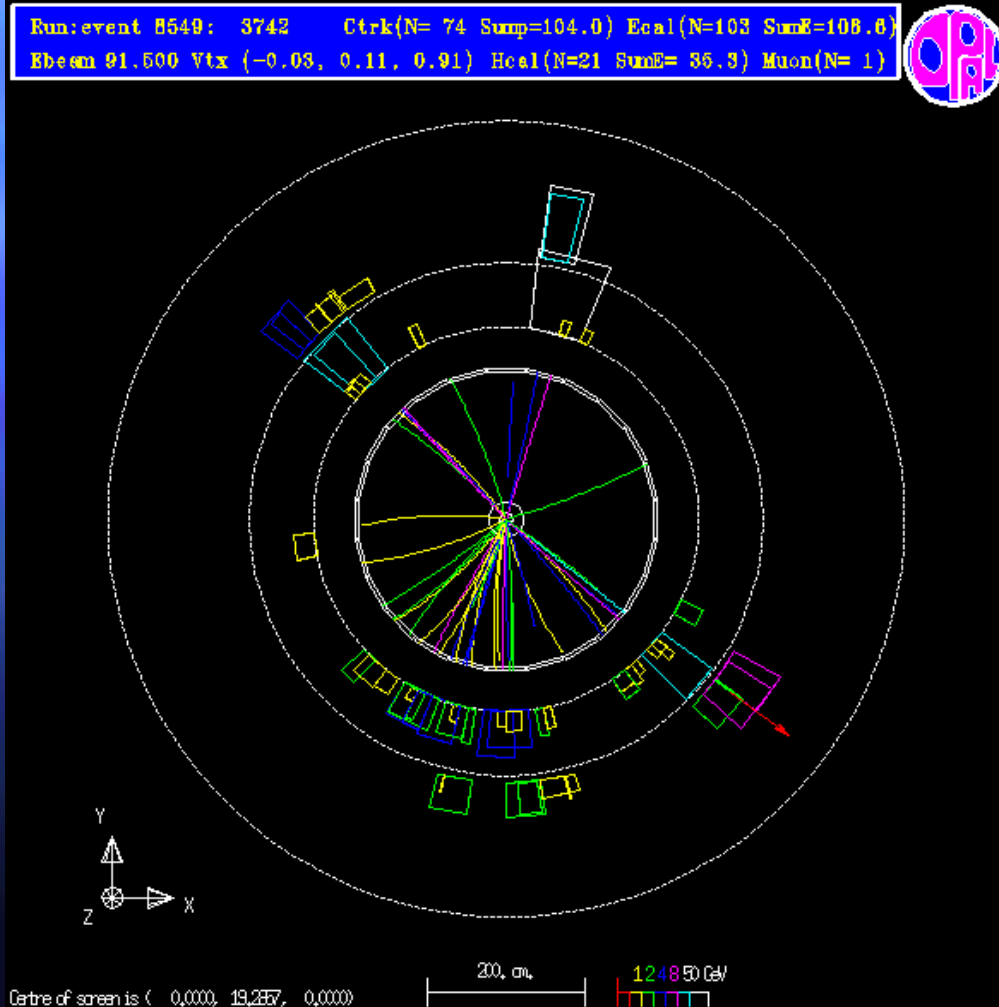 Run:event 8549: 3742 Ctrk(N= 74 Sump=104.0) Ecal(N=103 SumE=106.6)
Ebeam 91.500 Vtx (-0.03, 0.11, 0.91) Hcal(N=21 SumE= 35.3) Muon(N= 1)
OPAL
Y
Z
X
200. cm.
1 2 4 8 50 GeV
Centre of screen is ( 0.0000, 19.2857, 0.0000)